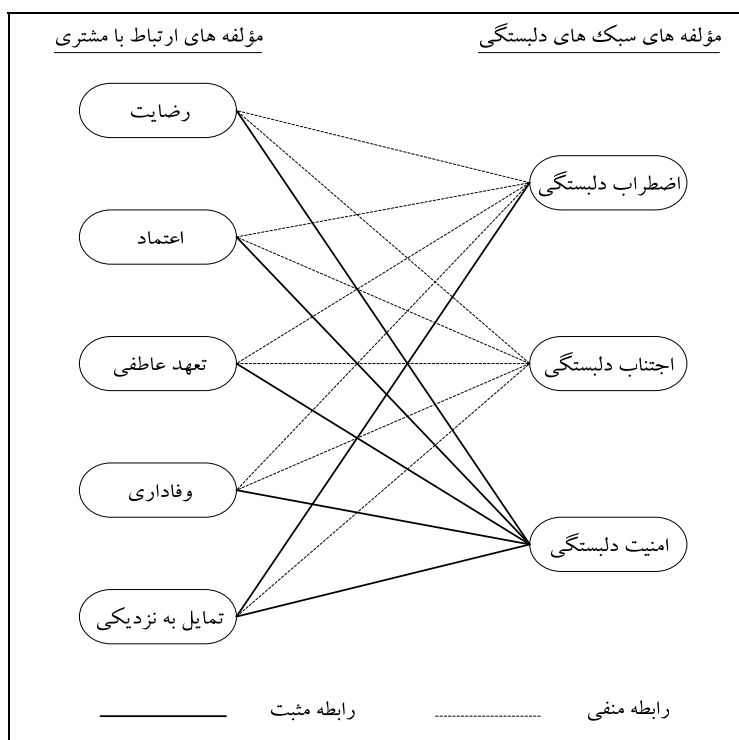 مؤلفه های سبک های دلبستگی
مؤلفه های ارتباط با مشتری
اضطراب دلبستگی
اجتناب دلبستگی
امنیت دلبستگی
رضایت
اعتماد
تعهد عاطفی
وفاداری
تمایل به نزدیکی
رابطه منفی
رابطه مثبت